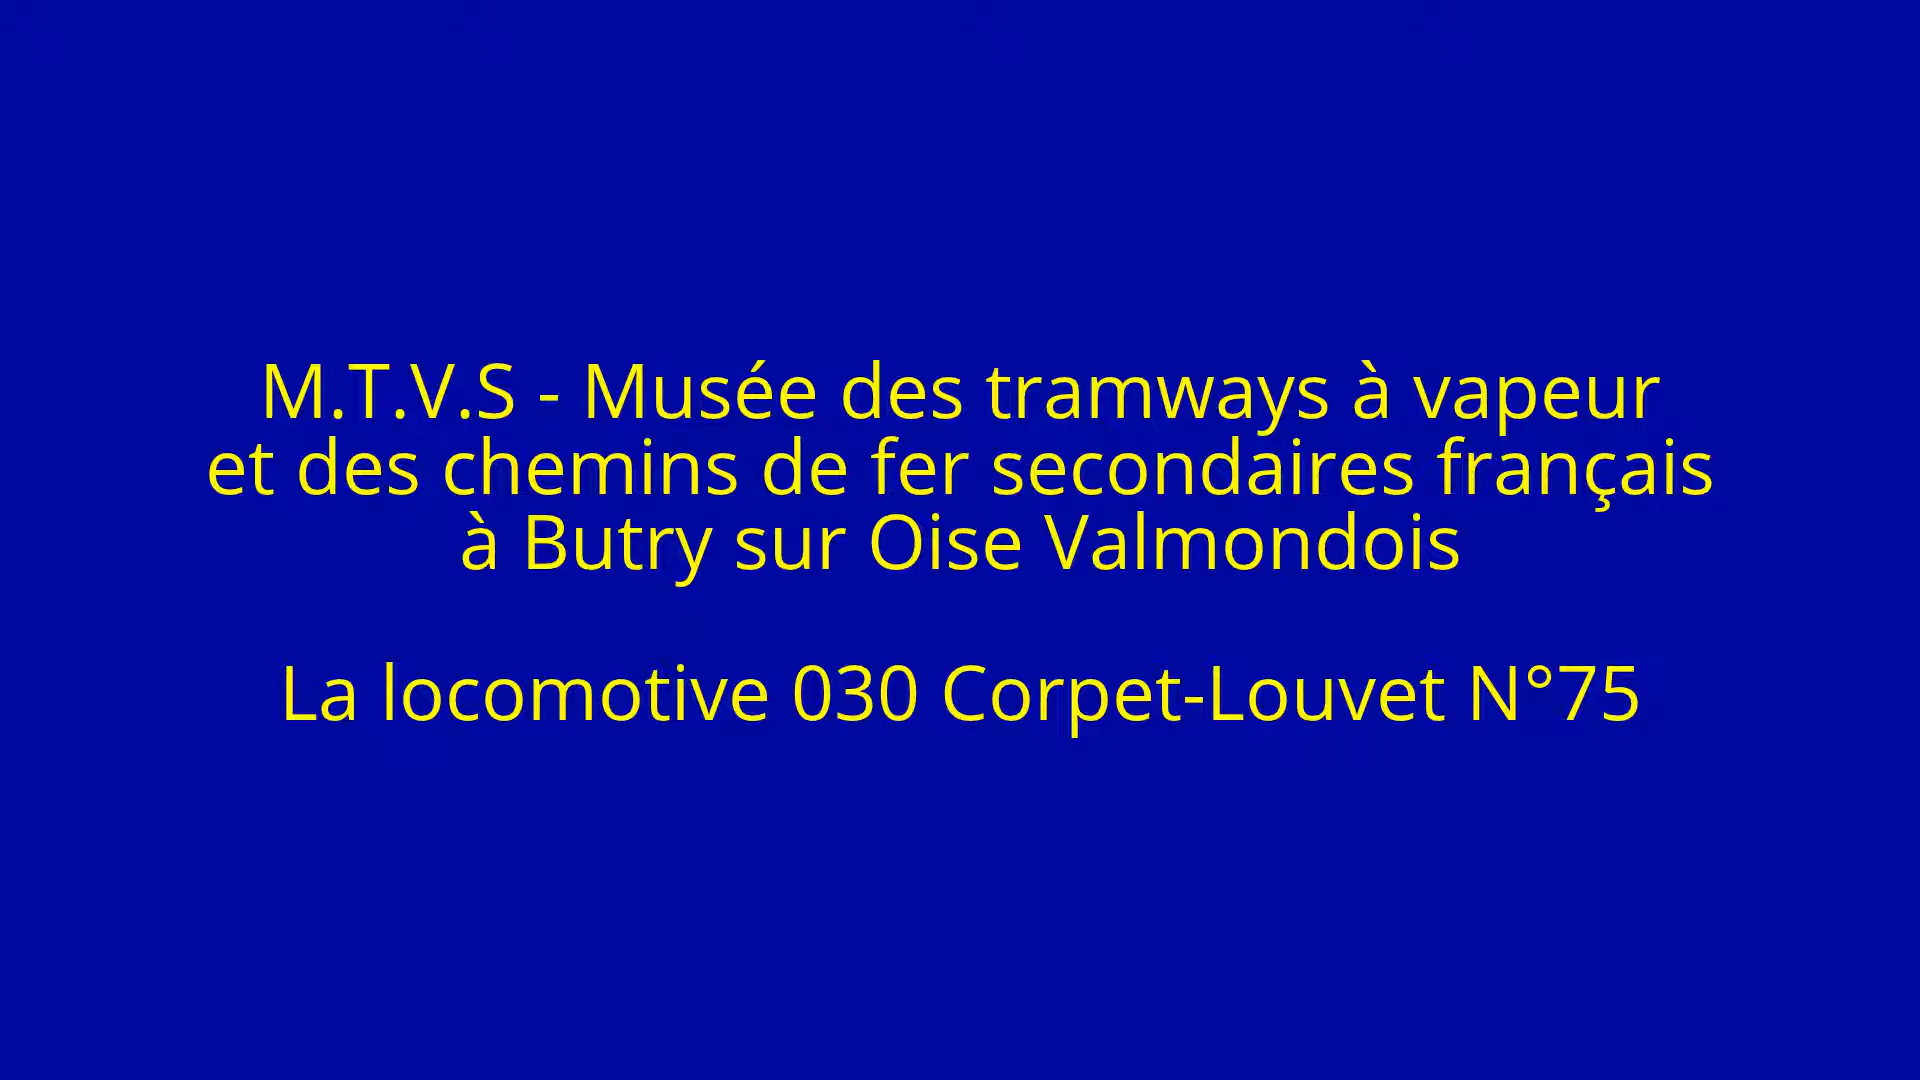 M.T.V.S - Musée des tramways à vapeur
et des chemins de fer secondaires français
à Butry sur Oise Valmondois
La locomotive 030 Corpet-Louvet N°75